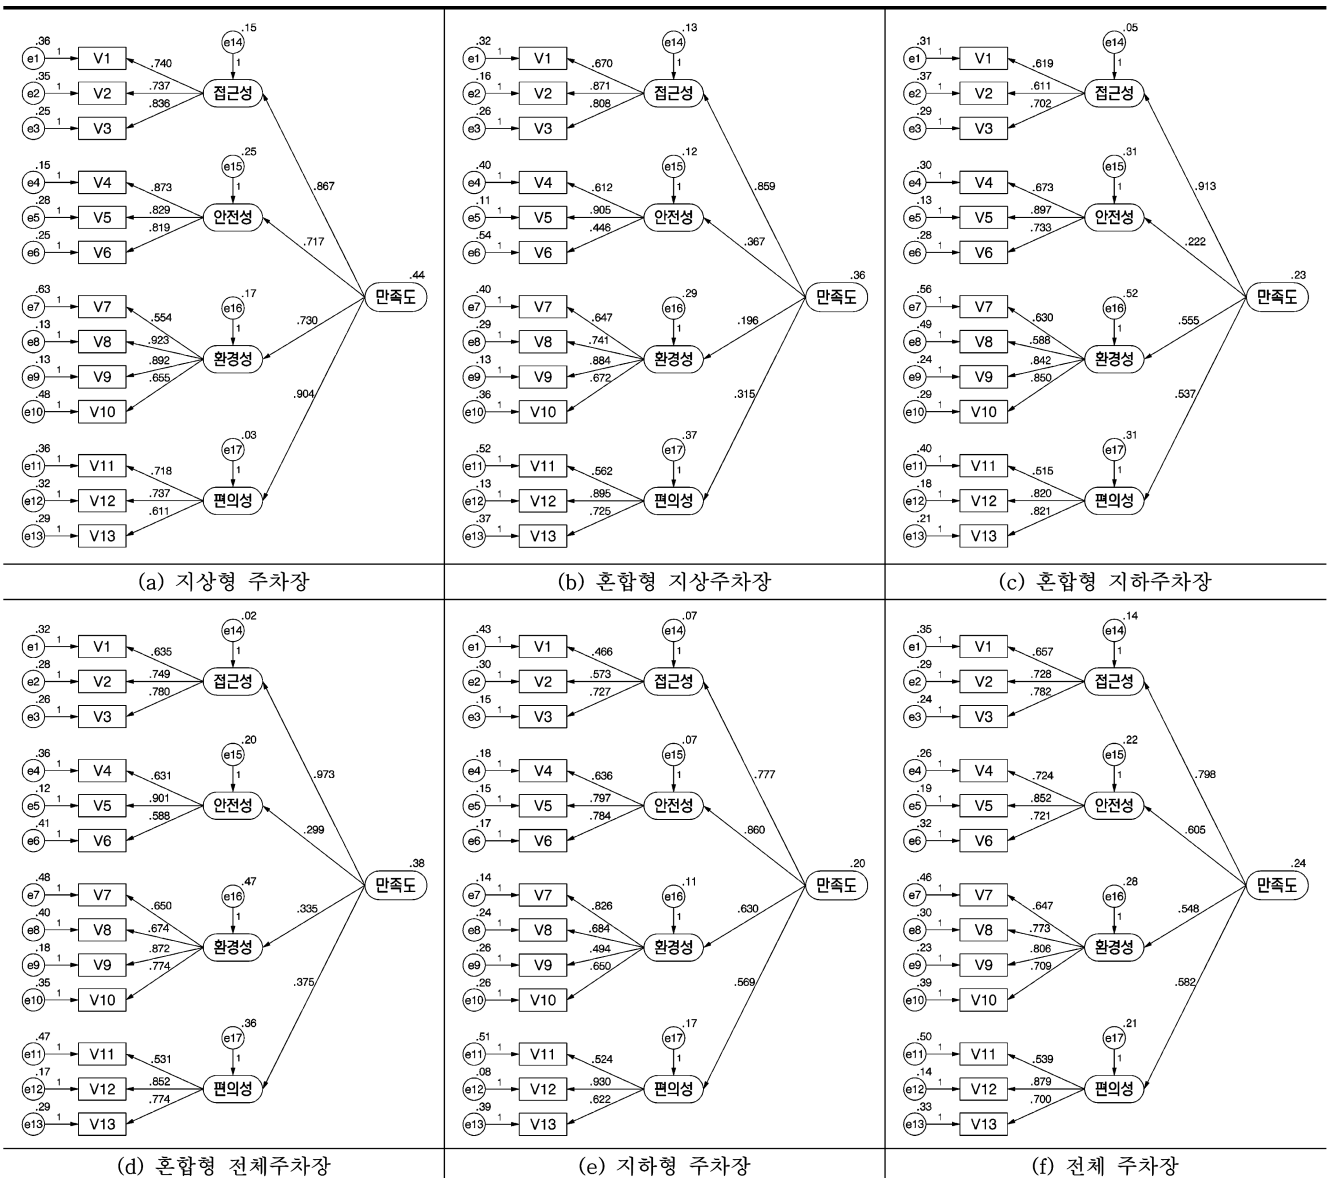 .36 1 e1 V1 .740 .15 e14 1
.35 1 e2 V2 .737 접근성
.25 1 e3 V3 .836
.15 1 e4 V4 .873 .25 e15 1 .867
.28 1 e5 V5 .829 안전성
.25 1 e6 V6 .819 .717
.44 만족도
.63 1 e7 V7 .554 .17 e16 1 .730
.13 1 e8 V8 .923
.13 1 e9 V9 .892 환경성
.48 1 e10 V10 .655 .904
.36 1 e11 V11 .718 .03 e17 1
.32 1 e12 V12 .737 편의성
.29 1 e13 V13 .611
(a) 지상형 주차장
.32 1 e1 V1 .670 .13 e14 1
.16 1 e2 V2 .871 접근성
.26 1 e3 V3 .808
.40 1 e4 V4 .612 .12 e15 1 .859
.11 1 e5 V5 .905 안전성
.54 1 e6 V6 .446 .367
.36 만족도
.40 1 e7 V7 .647 .29 e16 1 .196
.29 1 e8 V8 .741
.13 1 e9 V9 .884 환경성
.36 1 e10 V10 .672 .315
.52 1 e11 V11 .562 .37 e17 1
.13 1 e12 V12 .895 편의성
.37 1 e13 V13 .725
(b) 혼합형 지상주차장
.31 1 e1 V1 .619 .05 e14 1
.37 1 e2 V2 .611 접근성
.29 1 e3 V3 .702
.30 1 e4 V4 .673 .31 e15 1 .913
.13 1 e5 V5 .897 안전성
.28 1 e6 V6 .733 .222
.23 만족도
.56 1 e7 V7 .630 .52 e16 1 .555
.49 1 e8 V8 .588
.24 1 e9 V9 .842 환경성
.29 1 e10 V10 .850 .537
.40 1 e11 V11 .515 .31 e17 1
.18 1 e12 V12 .820 편의성
.21 1 e13 V13 .821
(c) 혼합형 지하주차장
.32 1 e1 V1 .635 .02 e14 1
.28 1 e2 V2 .749 접근성
.26 1 e3 V3 .780
.36 1 e4 V4 .631 .20 e15 1 .973
.12 1 e5 V5 .901 안전성
.41 1 e6 V6 .588 .299
.38 만족도
.48 1 e7 V7 .650 .47 e16 1 .335
.40 1 e8 V8 .674
.18 1 e9 V9 .872 환경성
.35 1 e10 V10 .774 .375
.47 1 e11 V11 .531 .36 e17 1
.17 1 e12 V12 .852 편의성
.29 1 e13 V13 .774
(d) 혼합형 전체주차장
.43 1 e1 V1 .466 .07 e14 1
.30 1 e2 V2 .573 접근성
.15 1 e3 V3 .727
.18 1 e4 V4 .636 .07 e15 1 .777
.15 1 e5 V5 .797 안전성
.17 1 e6 V6 .784 .860
.20 만족도
.14 1 e7 V7 .826 .11 e16 1 .630
.24 1 e8 V8 .684
.26 1 e9 V9 .494 환경성
.26 1 e10 V10 .650 .569
.51 1 e11 V11 .524 .17 e17 1
.08 1 e12 V12 .930 편의성
.39 1 e13 V13 .622
(e) 지하형 주차장
.35 1 e1 V1 .657 .14 e14 1
.29 1 e2 V2 .728 접근성
.24 1 e3 V3 .782
.26 1 e4 V4 .724 .22 e15 1 .798
.19 1 e5 V5 .852 안전성
.32 1 e6 V6 .721 .605
.24 만족도
.46 1 e7 V7 .647 .28 e16 1 .548
.30 1 e8 V8 .773
.23 1 e9 V9 .806 환경성
.39 1 e10 V10 .709 .582
.50 1 e11 V11 .539 .21 e17 1
.14 1 e12 V12 .879 편의성
.33 1 e13 V13 .700
(f) 전체 주차장